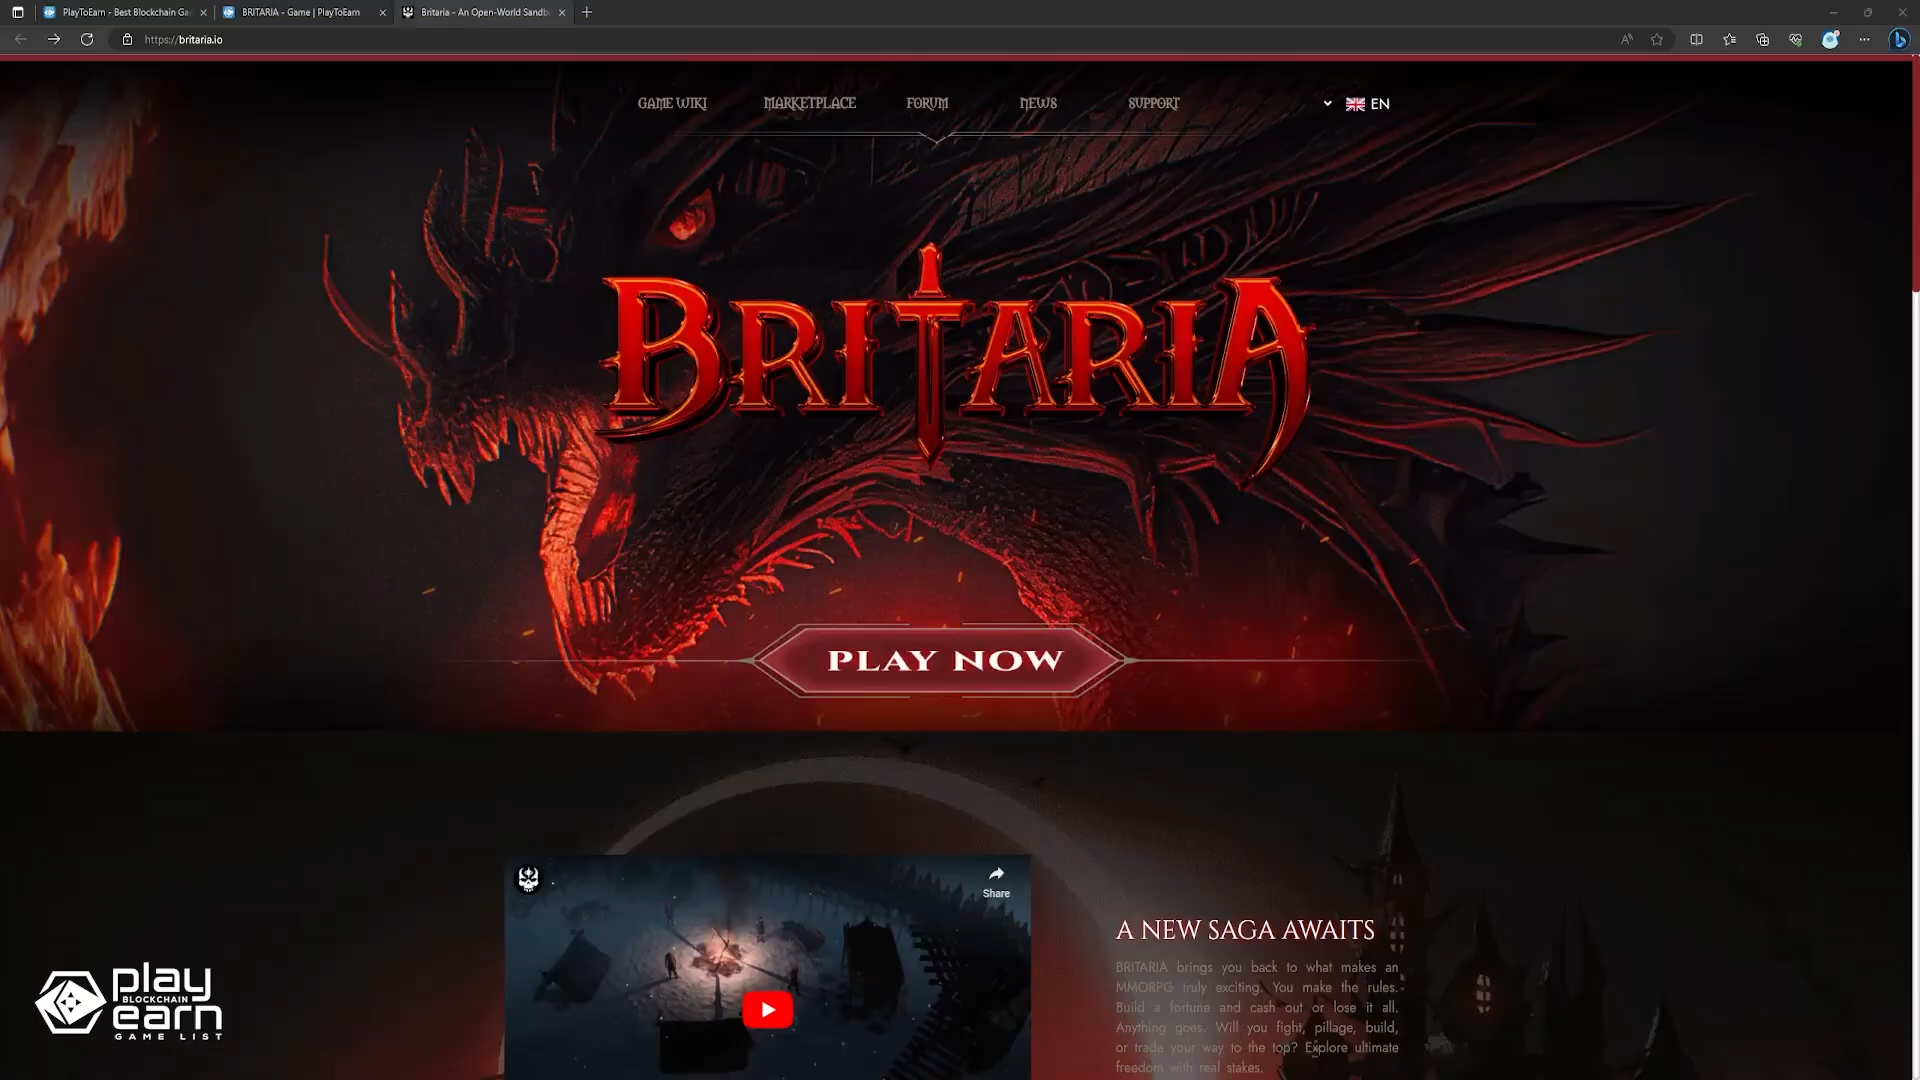 PlayToEarn - Best Blockchain Ga
BRITARIA - Game | PlayToEarn
Britaria - An Open-World Sandb
https://britaria.io
GAME WIKI
MARKETPLACE
FORUM
NEWS
SUPPORT
EN
BRITARIA
PLAY NOW
Share
A NEW SAGA AWAITS
BRITARIA brings you back to what makes an
MMORPG truly exciting. You make the rules.
Build a fortune and cash out or lose it all.
Anything goes. Will you fight, pillage, build,
or trade your way to the top? Explore ultimate
freedom with real stakes.
play
BLOCKCHAIN
earn
GAME LIST